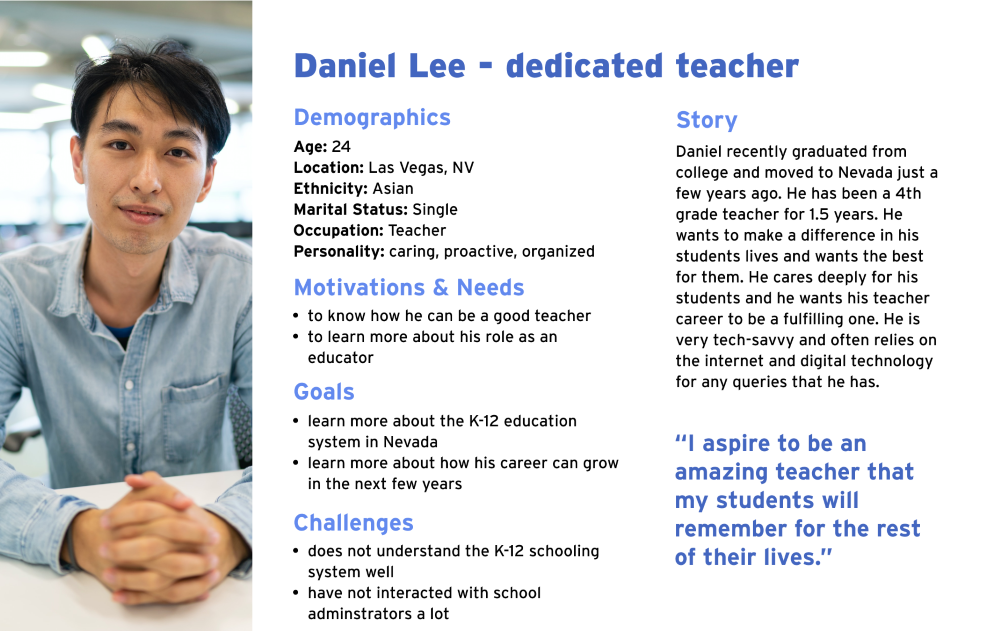 Daniel Lee - dedicated teacher
Demographics
Age: 24
Location: Las Vegas, NV
Ethnicity: Asian
Marital Status: Single
Occupation: Teacher
Personality: caring, proactive, organized
Motivations & Needs
• to know how he can be a good teacher
• to learn more about his role as an
educator
Goals
• learn more about the K-12 education
system in Nevada
• learn more about how his career can grow
in the next few years
Challenges
• does not understand the K-12 schooling
system well
• have not interacted with school
adminstrators a lot
Story
Daniel recently graduated from
college and moved to Nevada just a
few years ago. He has been a 4th
grade teacher for 1.5 years. He
wants to make a difference in his
students lives and wants the best
for them. He cares deeply for his
students and he wants his teacher
career to be a fulfilling one. He is
very tech-savvy and often relies on
the internet and digital technology
for any queries that he has.
“I aspire to be an
amazing teacher that
my students will
remember for the rest
of their lives.”